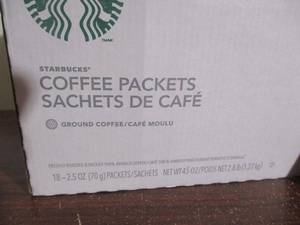 STARBUCKS®
COFFEE PACKETS
SACHETS DE CAFÉ
GROUND COFFEE/CAFÉ MOULU
18 - 2.5 OZ (70 g) PACKETS/SACHETS NET WT 45 OZ/POIDS NET 2.8 lb (1.27 kg)